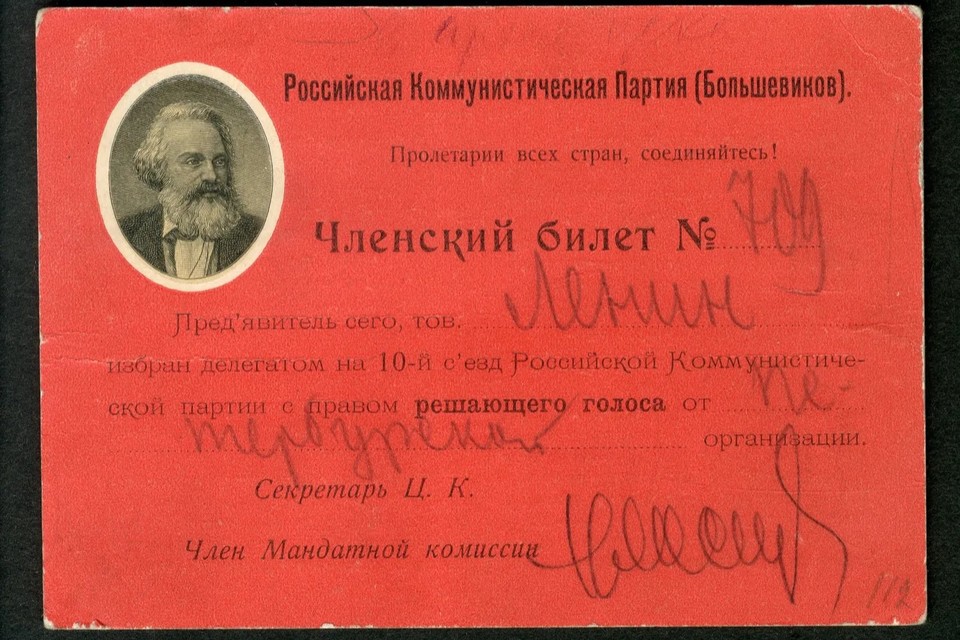 Российская Коммунистическая Партия (Большевиков).
Пролетарии всех стран, соединяйтесь!
Членский билет № 709
Пред'явитель сего, тов. Ленин
избран делегатом на 10-й с'езд Российской Коммунистиче-
ской партии с правом решающего голоса от Пе-
тербургской организации.
Секретарь Ц. К.
Член Мандатной комиссии
112